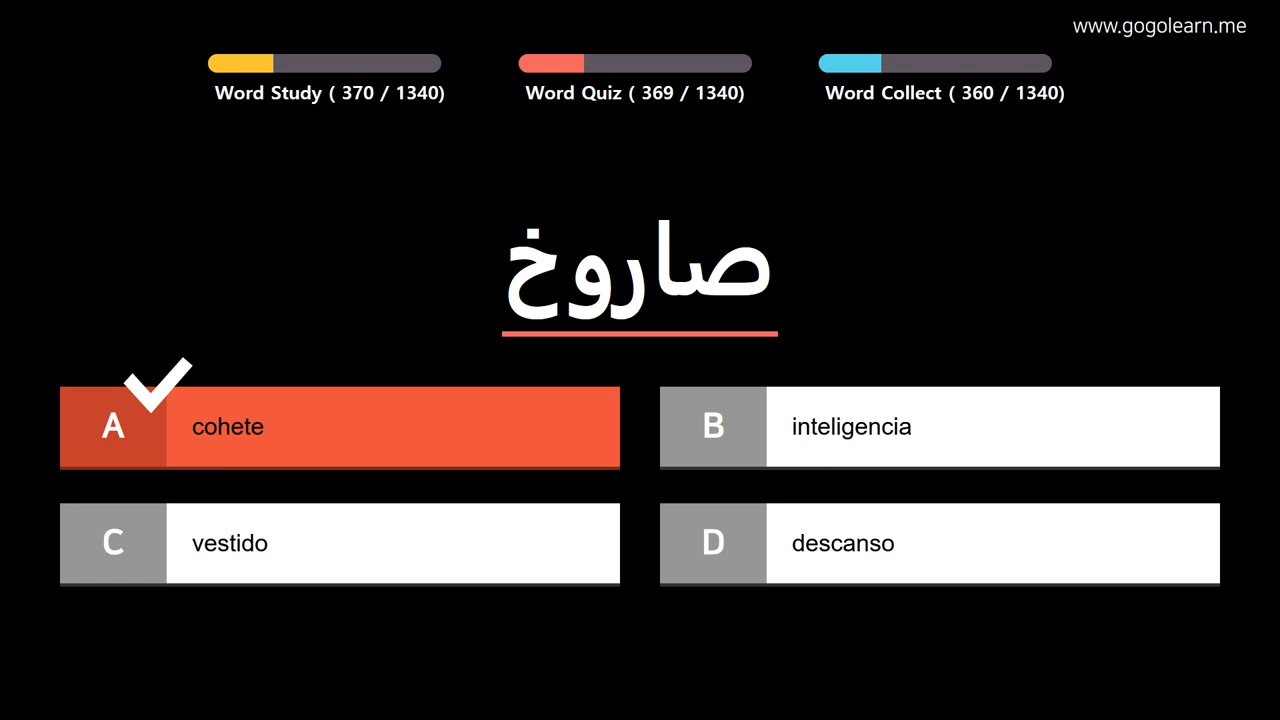 www.gogolearn.me
Word Study ( 370 / 1340)
Word Quiz ( 369 / 1340)
Word Collect ( 360 / 1340)
صاروخ
A cohete
B inteligencia
C vestido
D descanso